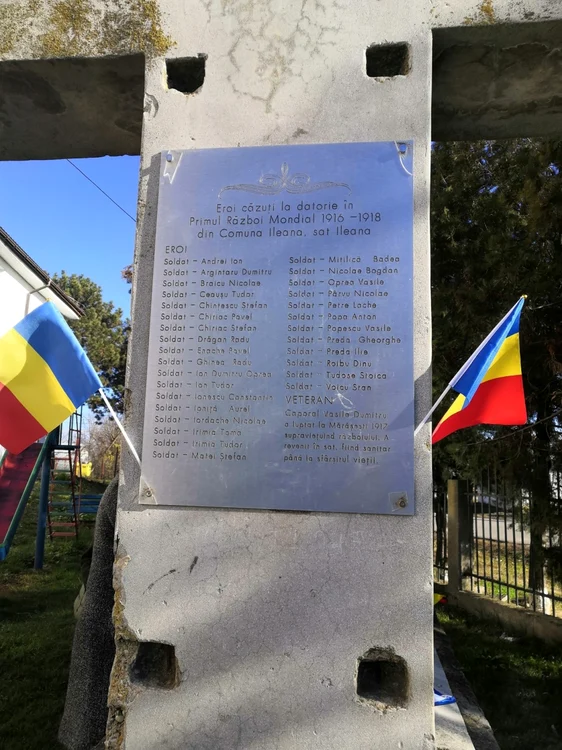 Eroi căzuți la datorie în
Primul Război Mondial 1916 -1918
din Comuna Ileana, sat Ileana
EROI
Soldat - Andrei Ion
Soldat - Argintaru Dumitru
Soldat - Braicu Nicolae
Soldat - Ceaușu Tudor
Soldat - Chintescu Stefan
Soldat - Chiriac Pavel
Soldat - Chiriac Stefan
Soldat - Drăgan Radu
Soldat - Enache Pavel
Soldat - Ghinea Radu
Soldat - Ion Dumitru Oprea
Soldat - Ion Tudor
Soldat - Ionescu Constantin
Soldat - Ioniță Aurel
Soldat - Iordache Nicolae
Soldat - Irimia Toma
Soldat - Irimia Tudor
Soldat - Matei Ștefan
Soldat - Mitilică Badea
Soldat - Nicolae Bogdan
Soldat - Oprea Vasile
Soldat - Pârvu Nicolae
Soldat - Petre Lache
Soldat - Popa Anton
Soldat - Popescu Vasile
Soldat - Preda Gheorghe
Soldat - Preda Ilie
Soldat - Roibu Dinu
Soldat - Tudose Stoica
Soldat - Voicu Stan
VETERAN
Caporal Vasile Dumitru
a luptat la Mărășești 1917
supraviețuind războiului. A
revenit în sat, fiind sanitar
până la sfârsitul vieții.